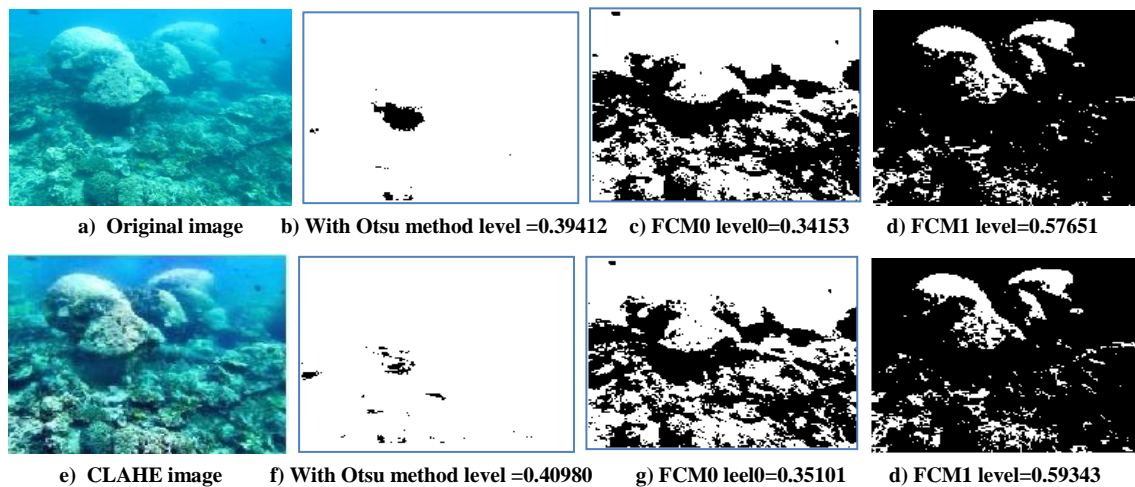 a) Original image b) With Otsu method level =0.39412 c) FCM0 level0=0.34153 d) FCM1 level=0.57651
e) CLAHE image f) With Otsu method level =0.40980 g) FCM0 leel0=0.35101 d) FCM1 level=0.59343